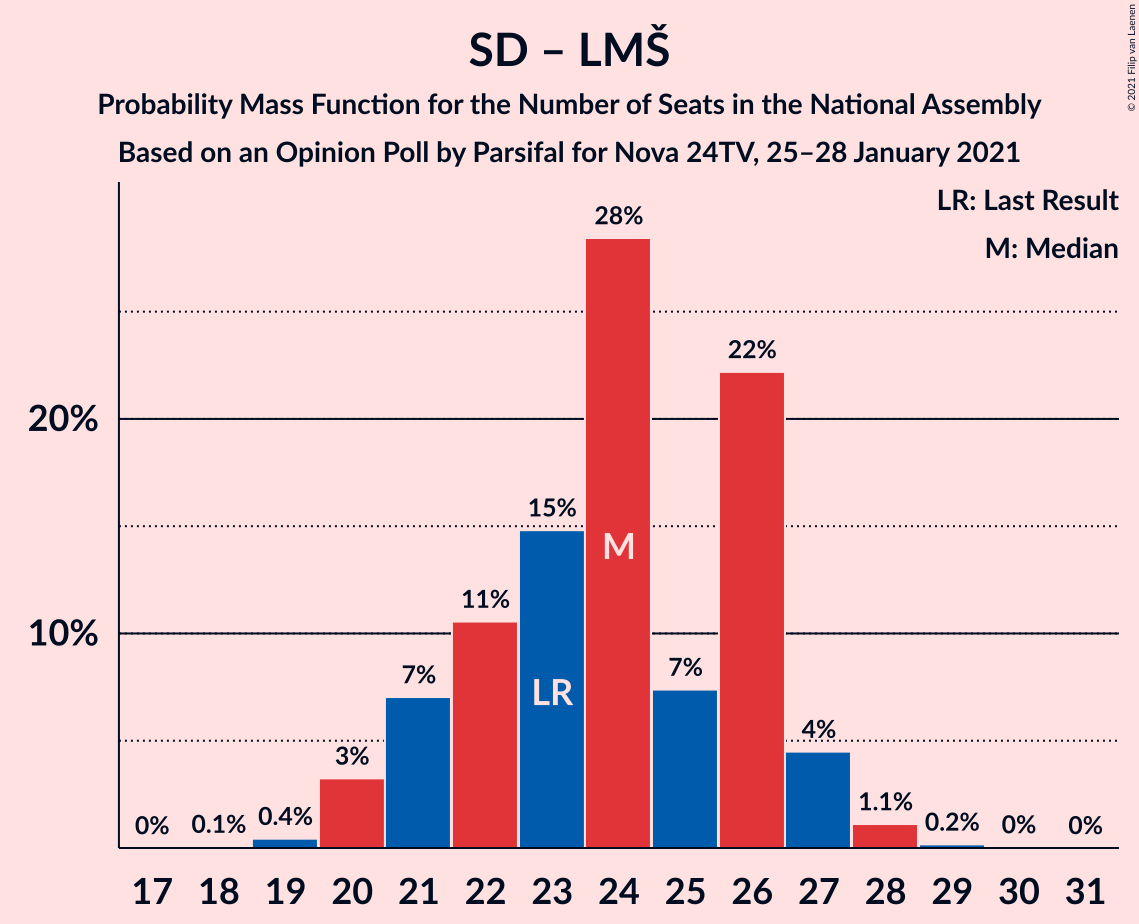 SD – LMŠ
Probability Mass Function for the Number of Seats in the National Assembly
Based on an Opinion Poll by Parsifal for Nova 24TV, 25–28 January 2021
© 2021 Filip van Laenen
LR: Last Result
M: Median
28%
22%
20%
15%
M
11%
10%
7%
7%
LR
4%
3%
1.1%
0%
0.1%
0.4%
0.2%
0%
0%
17 18 19 20 21 22 23 24 25 26 27 28 29 30 31